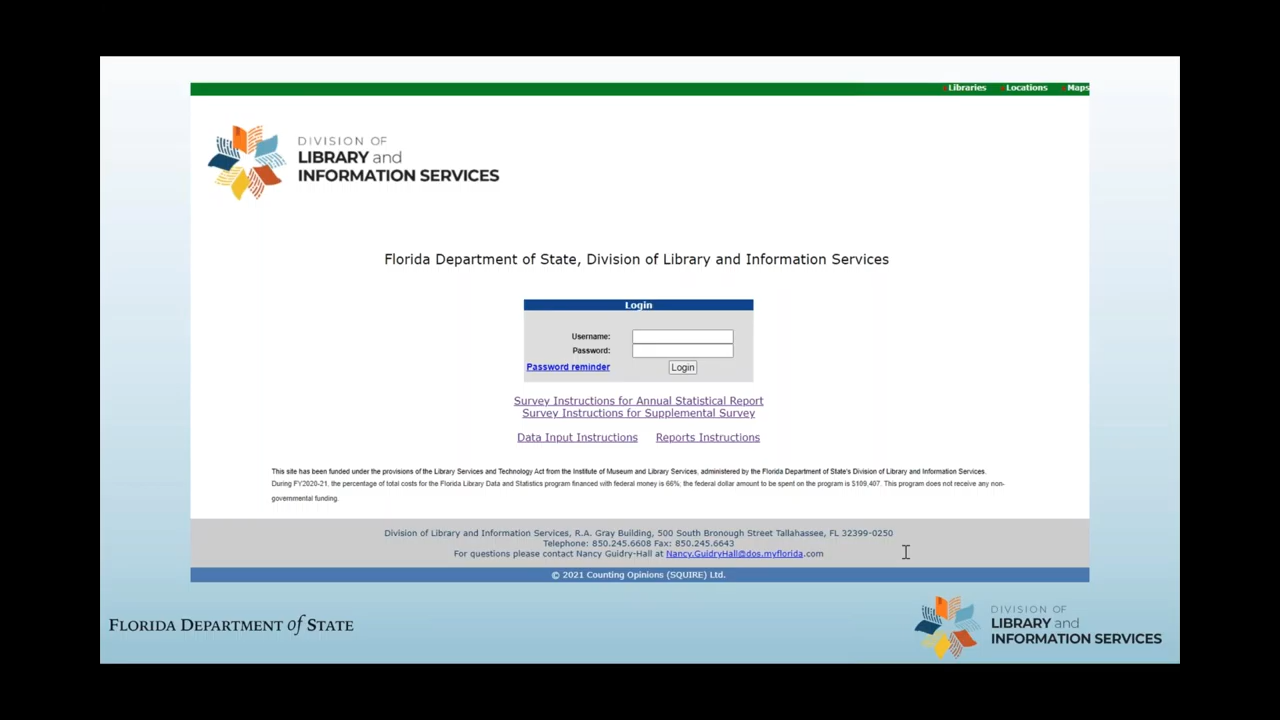 Libraries Locations Maps
DIVISION OF
LIBRARY and
INFORMATION SERVICES
Florida Department of State, Division of Library and Information Services
Login
Username:
Password:
Password reminder Login
Survey Instructions for Annual Statistical Report
Survey Instructions for Supplemental Survey
Data Input Instructions Reports Instructions
This site has been funded under the provisions of the Library Services and Technology Act from the Institute of Museum and Library Services, administered by the Florida Department of State's Division of Library and Information Services.
During FY2020-21, the percentage of total costs for the Florida Library Data and Statistics program financed with federal money is 66%; the federal dollar amount to be spent on the program is $109,407. This program does not receive any non-
governmental funding.
Division of Library and Information Services, R.A. Gray Building, 500 South Bronough Street Tallahassee, FL 32399-0250
Telephone: 850.245.6608 Fax: 850.245.6643
For questions please contact Nancy Guidry-Hall at Nancy.GuidryHall@dos.myflorida.com
© 2021 Counting Opinions (SQUIRE) Ltd.
FLORIDA DEPARTMENT of STATE
DIVISION OF
LIBRARY and
INFORMATION SERVICES